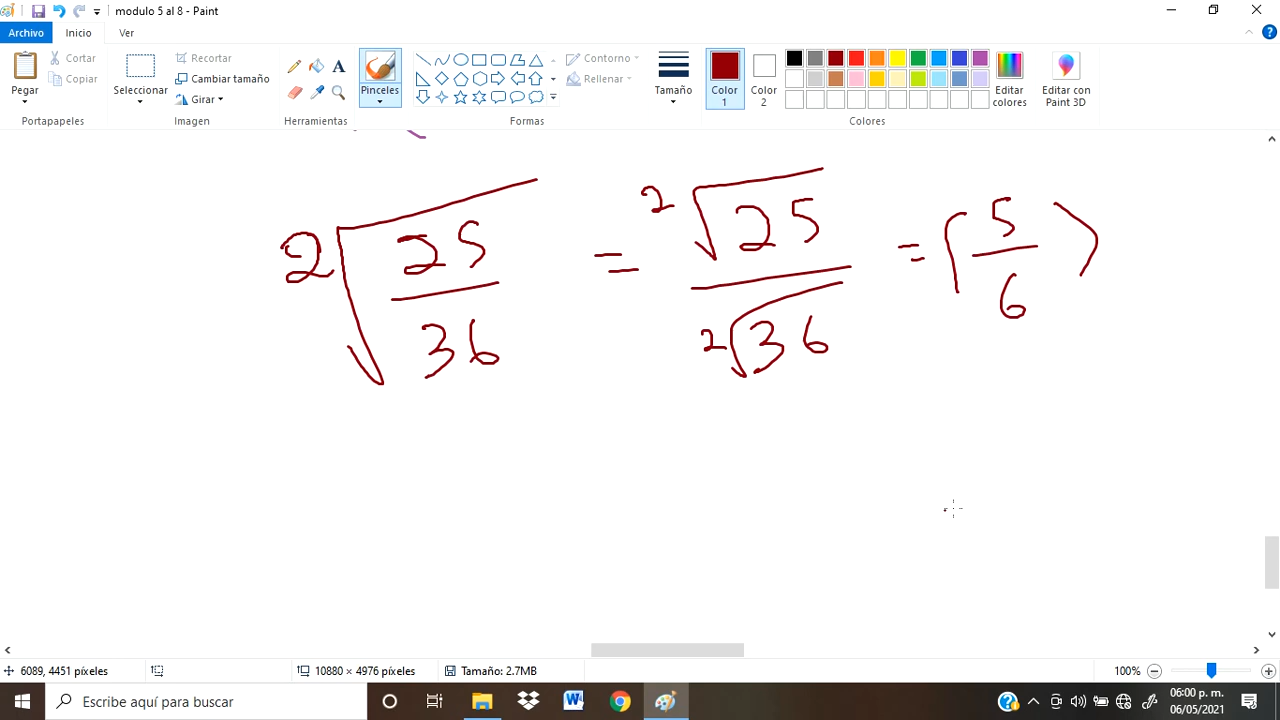 modulo 5 al 8 - Paint
Archivo Inicio Ver
Pegar
Cortar
Copiar
Portapapeles
Seleccionar
Recortar
Cambiar tamaño
Girar
Imagen
A
Herramientas
Pinceles
Contorno
Rellenar
Formas
Tamaño
Color 1
Color 2
Editar colores
Editar con Paint 3D
Colores
2√(25/36) = 2√25 / 2√36 = (5/6)
6089, 4451 píxeles
10880 × 4976 píxeles
Tamaño: 2.7MB
100%
Escribe aquí para buscar
06:00 p. m.
06/05/2021